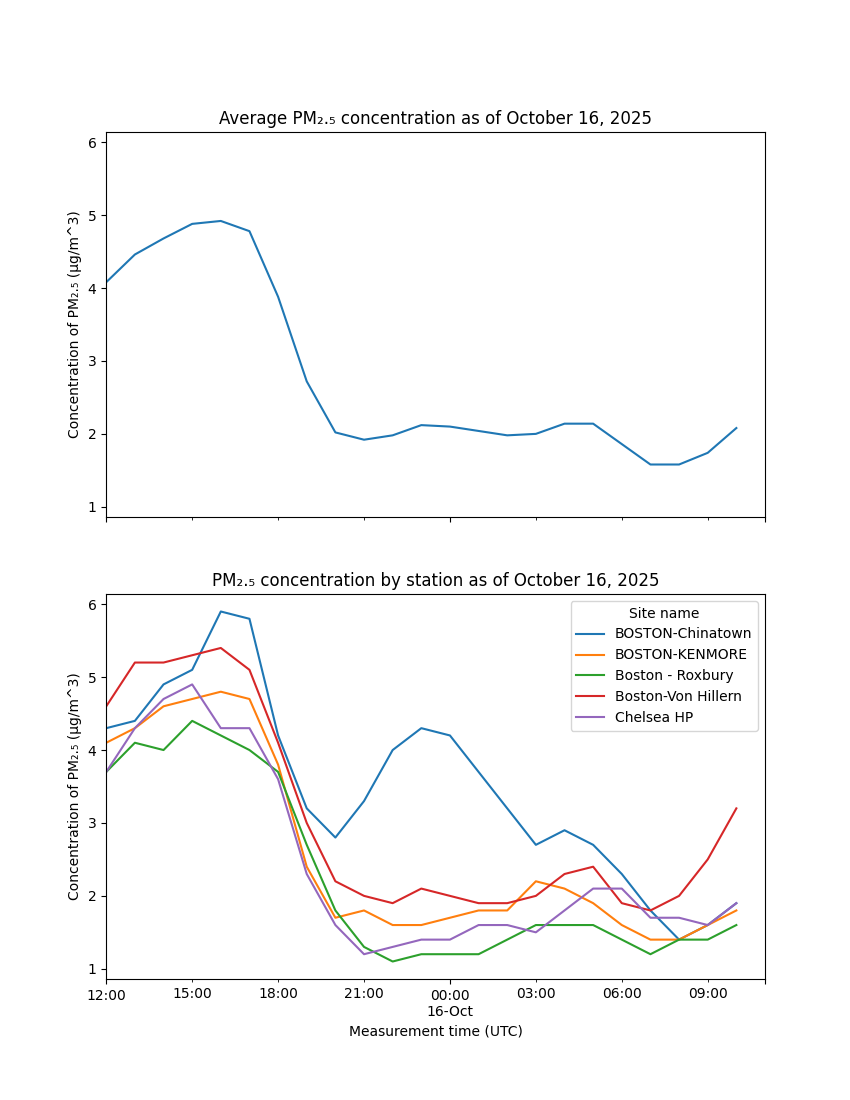 Average PM₂.₅ concentration as of October 16, 2025
Concentration of PM₂.₅ (µg/m^3)
6
5
4
3
2
1
PM₂.₅ concentration by station as of October 16, 2025
Concentration of PM₂.₅ (µg/m^3)
6
5
4
3
2
1
Site name
BOSTON-Chinatown
BOSTON-KENMORE
Boston - Roxbury
Boston-Von Hillern
Chelsea HP
12:00 15:00 18:00 21:00 00:00 03:00 06:00 09:00
16-Oct
Measurement time (UTC)